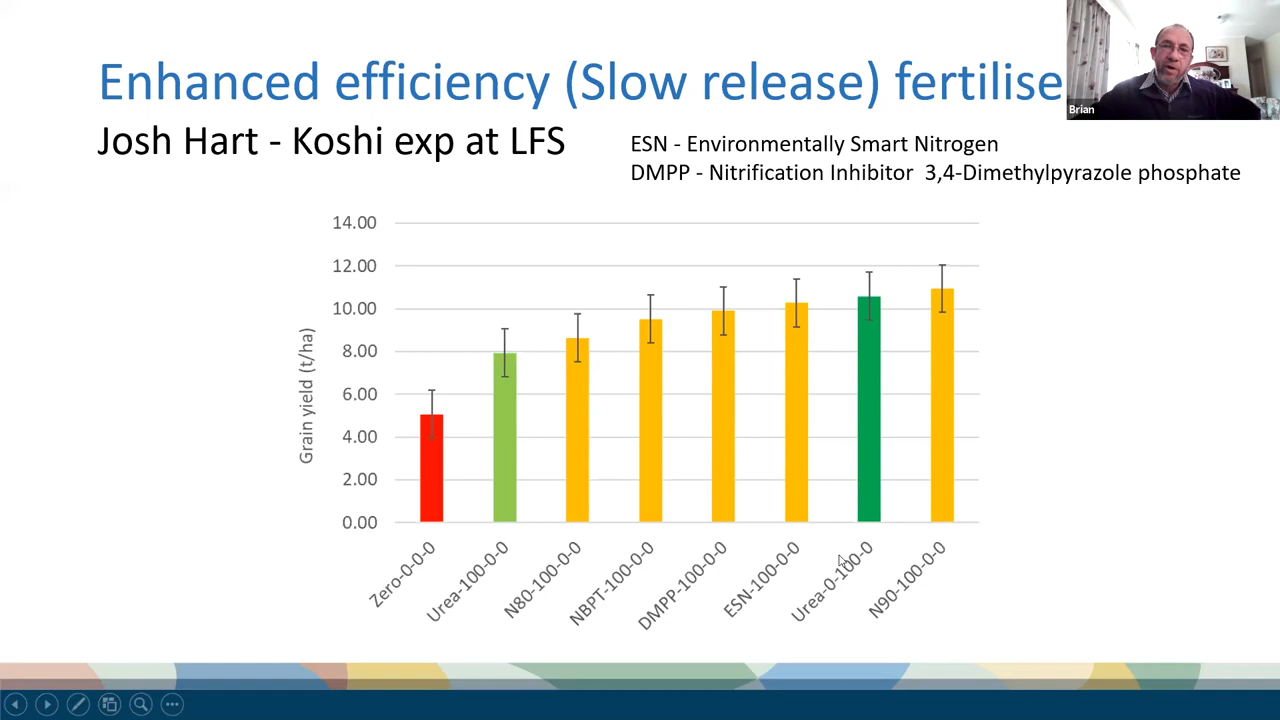 Enhanced efficiency (Slow release) fertilise
Brian
Josh Hart - Koshi exp at LFS
ESN - Environmentally Smart Nitrogen
DMPP - Nitrification Inhibitor 3,4-Dimethylpyrazole phosphate
14.00
12.00
10.00
8.00
6.00
4.00
2.00
0.00
Grain yield (t/ha)
Zero-0-0-0
Urea-100-0-0
N80-100-0-0
NBPT-100-0-0
DMPP-100-0-0
ESN-100-0-0
Urea-0-100-0
N90-100-0-0